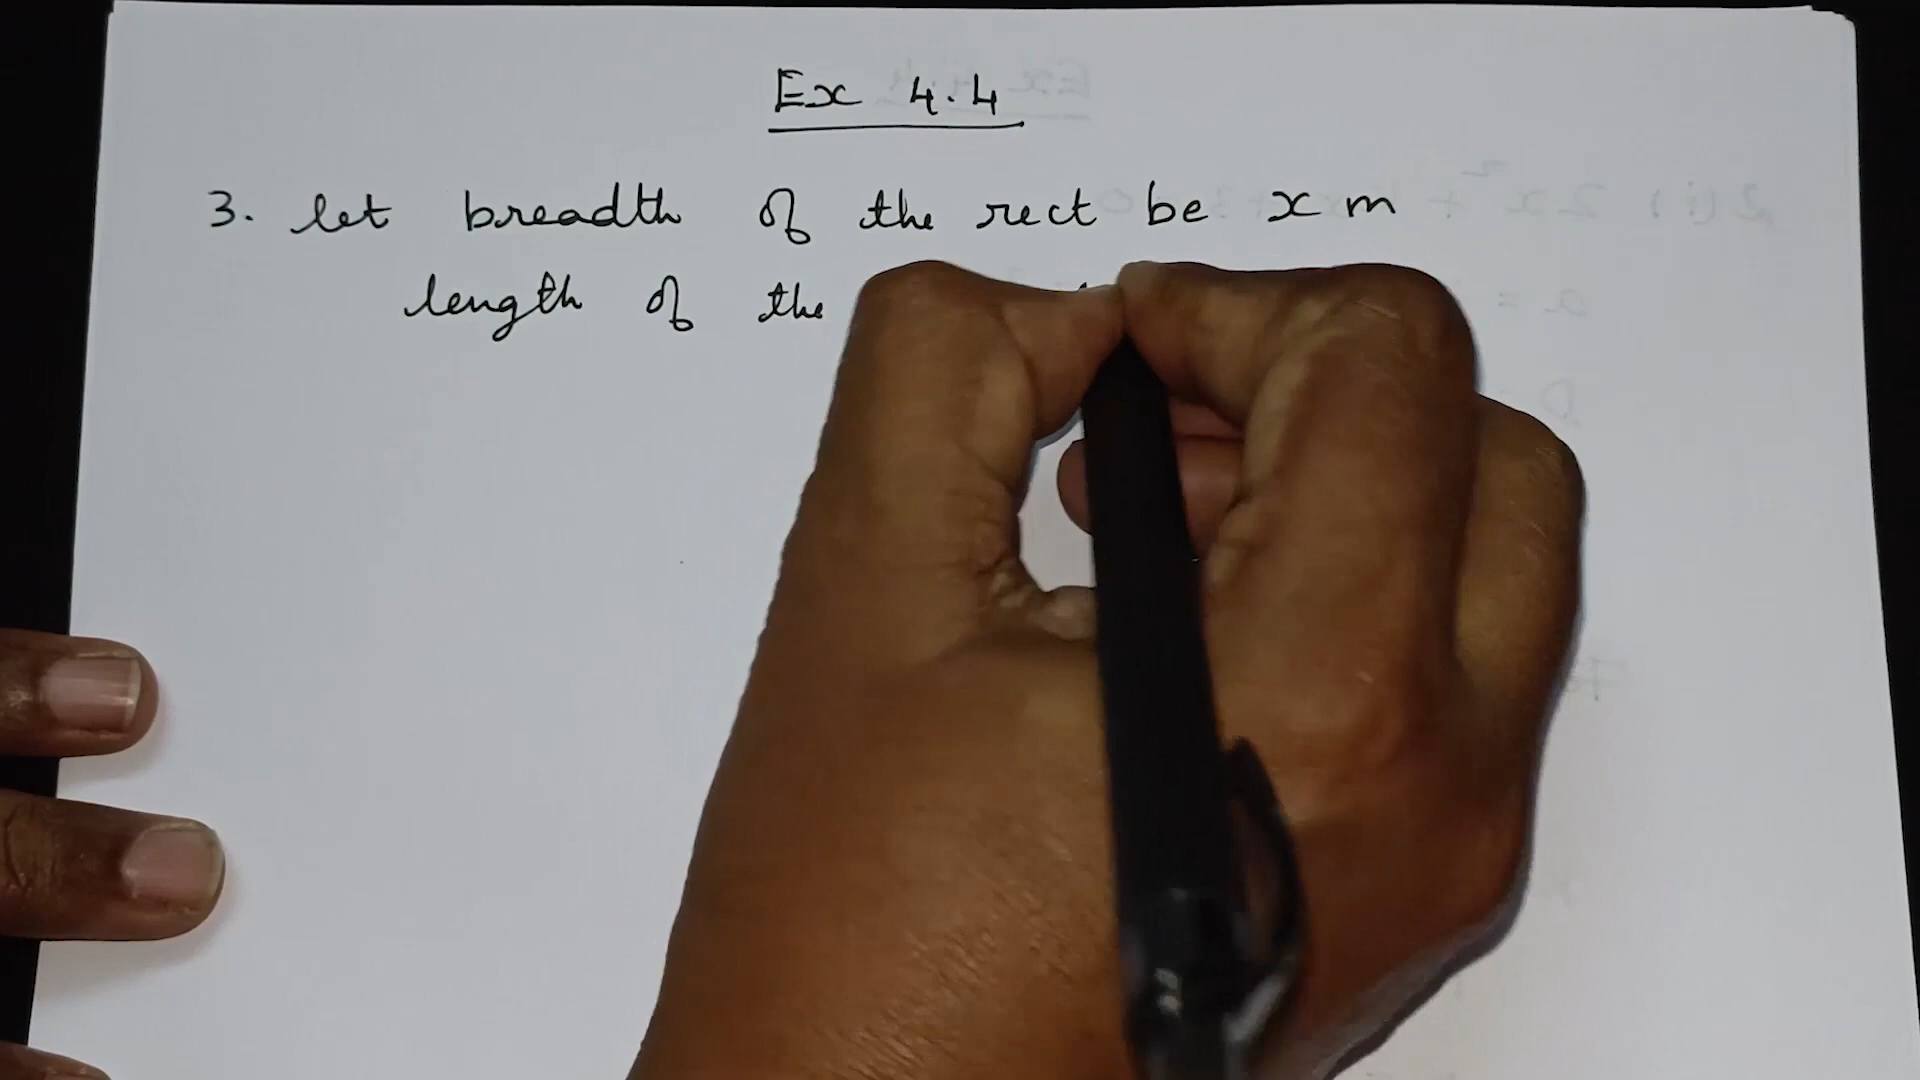 Ex 4.4
3. let breadth of the rect be x m
length of the